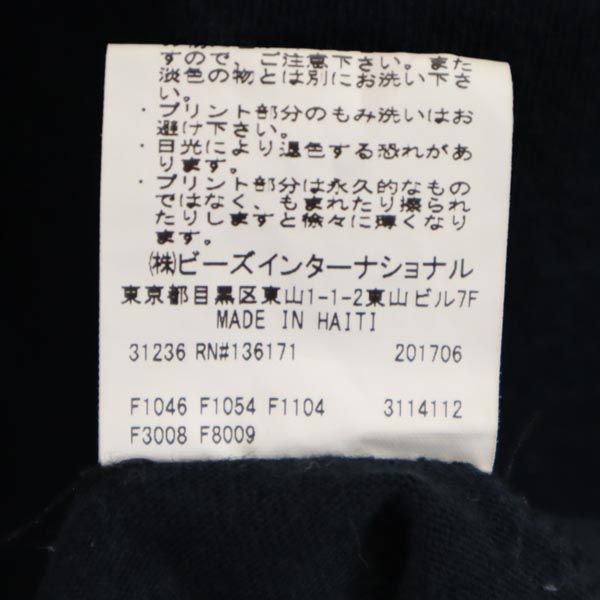 すので、ご注意下さい。また
淡色の物とは別にお洗い下さ
い。
・プリント部分のもみ洗いはお
避け下さい。
・日光により退色する恐れがあ
ります。
・プリント部分は永久的なもの
ではなく、もまれたり擦られ
たりしますと徐々に薄くなり
ます。
㈱ビーズインターナショナル
東京都目黒区東山1-1-2東山ビル7F
MADE IN HAITI
31236 RN#136171 201706
F1046 F1054 F1104 3114112
F3008 F8009